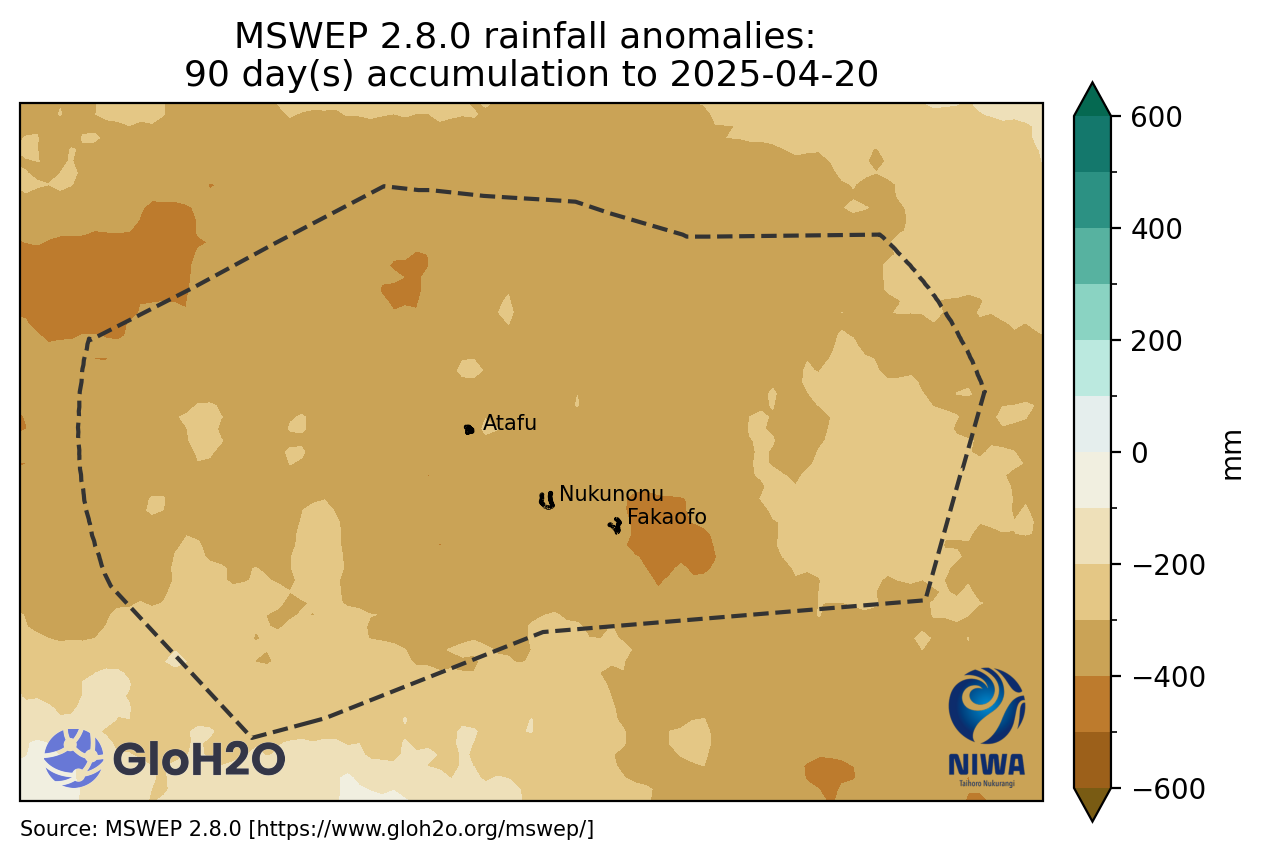 MSWEP 2.8.0 rainfall anomalies:
90 day(s) accumulation to 2025-04-20
600
400
200
0
−200
−400
−600
mm
Atafu
Nukunonu
Fakaofo
GloH2O
NIWA
Taihoro Nukurangi
Source: MSWEP 2.8.0 [https://www.gloh2o.org/mswep/]